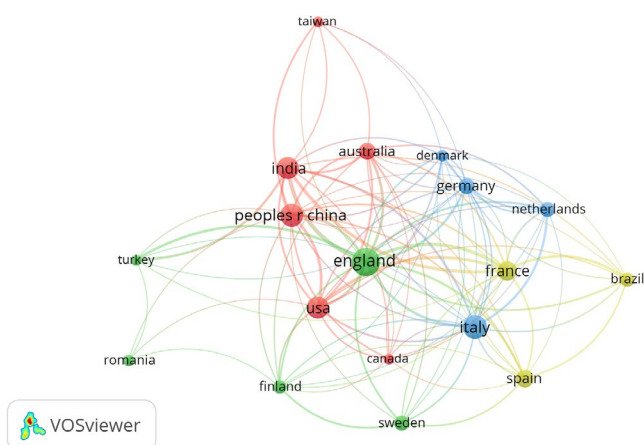 taiwan
australia
denmark
india
germany
netherlands
peoples r china
turkey
england
france
brazil
usa
italy
romania
canada
finland
spain
sweden
VOSviewer